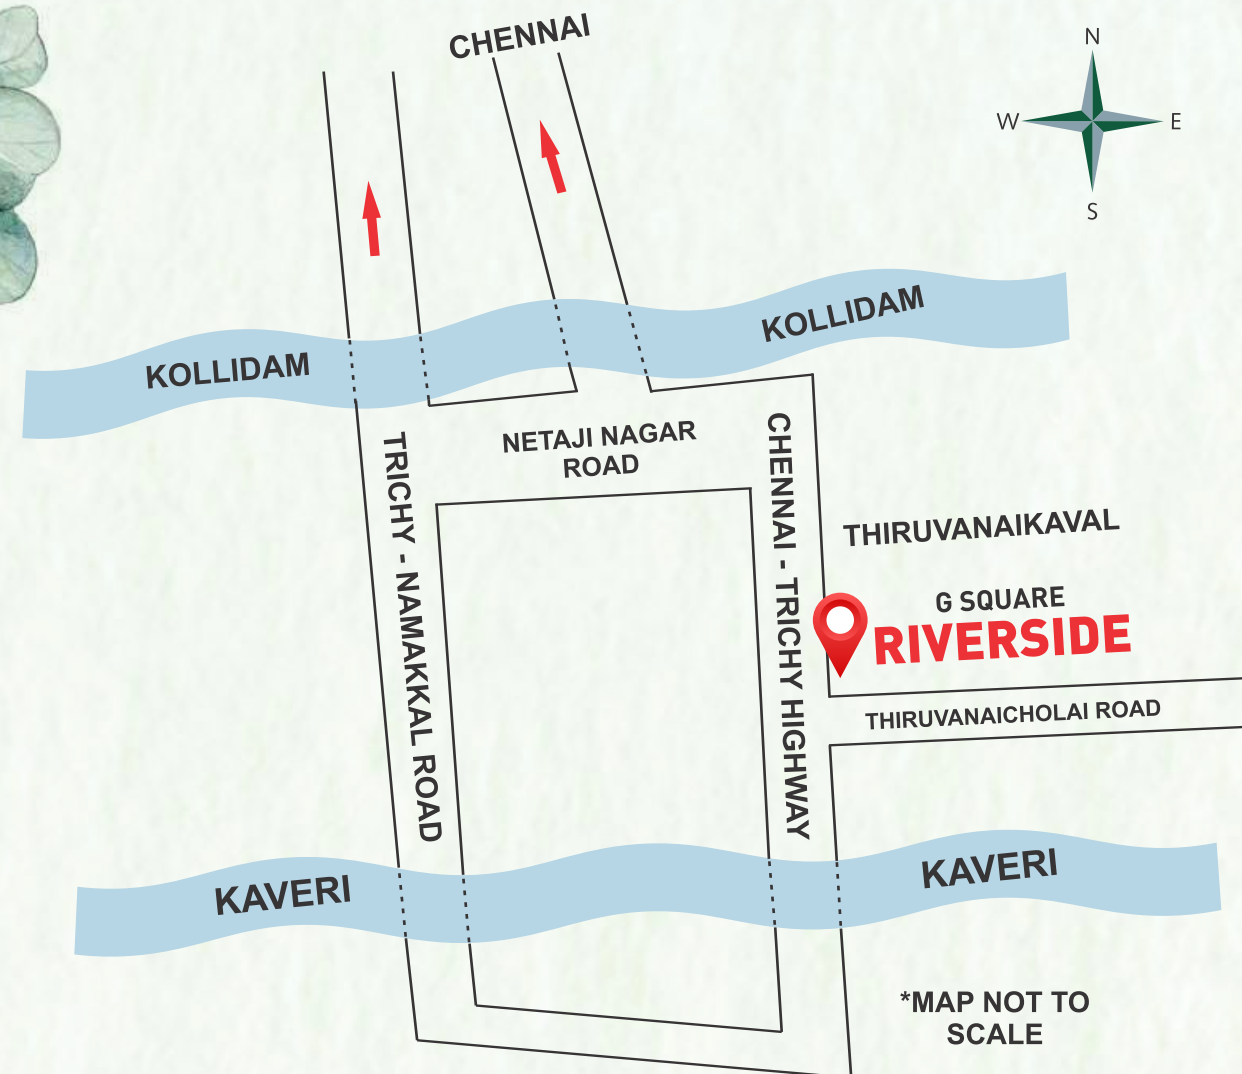 CHENNAI
N
W
E
S
KOLLIDAM
KOLLIDAM
NETAJI NAGAR
ROAD
TRICHY - NAMAKKAL ROAD
CHENNAI - TRICHY HIGHWAY
THIRUVANAIKAVAL
G SQUARE
RIVERSIDE
THIRUVANAICHOLAI ROAD
KAVERI
KAVERI
*MAP NOT TO
SCALE